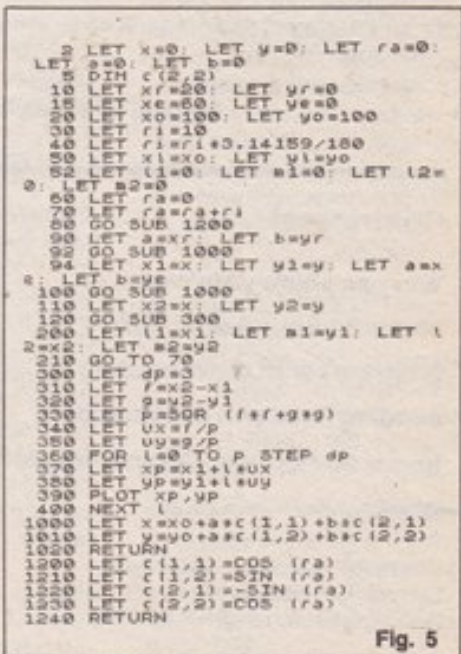 2 LET x=0: LET y=0: LET ra=0:
LET a=0: LET b=0
5 DIM c(2,2)
10 LET xr=20: LET yr=0
15 LET xe=60: LET ye=0
20 LET xo=100: LET yo=100
30 LET ri=10
40 LET ri=ri*3.14159/180
50 LET xl=xo: LET yl=yo
52 LET l1=0: LET m1=0: LET l2=
0: LET m2=0
60 LET ra=0
70 LET ra=ra+ri
80 GO SUB 1200
90 LET a=xr: LET b=yr
92 GO SUB 1000
94 LET x1=x: LET y1=y: LET a=x
e: LET b=ye
100 GO SUB 1000
110 LET x2=x: LET y2=y
120 GO SUB 300
200 LET l1=x1: LET m1=y1: LET l
2=x2: LET m2=y2
210 GO TO 70
300 LET dp=3
310 LET f=x2-x1
320 LET g=y2-y1
330 LET p=SQR (f*f+g*g)
340 LET ux=f/p
350 LET uy=g/p
360 FOR l=0 TO p STEP dp
370 LET xp=x1+l*ux
380 LET yp=y1+l*uy
390 PLOT xp,yp
400 NEXT l
1000 LET x=xo+a*c(1,1)+b*c(2,1)
1010 LET y=yo+a*c(1,2)+b*c(2,2)
1020 RETURN
1200 LET c(1,1)=COS (ra)
1210 LET c(1,2)=SIN (ra)
1220 LET c(2,1)=-SIN (ra)
1230 LET c(2,2)=COS (ra)
1240 RETURN
Fig. 5